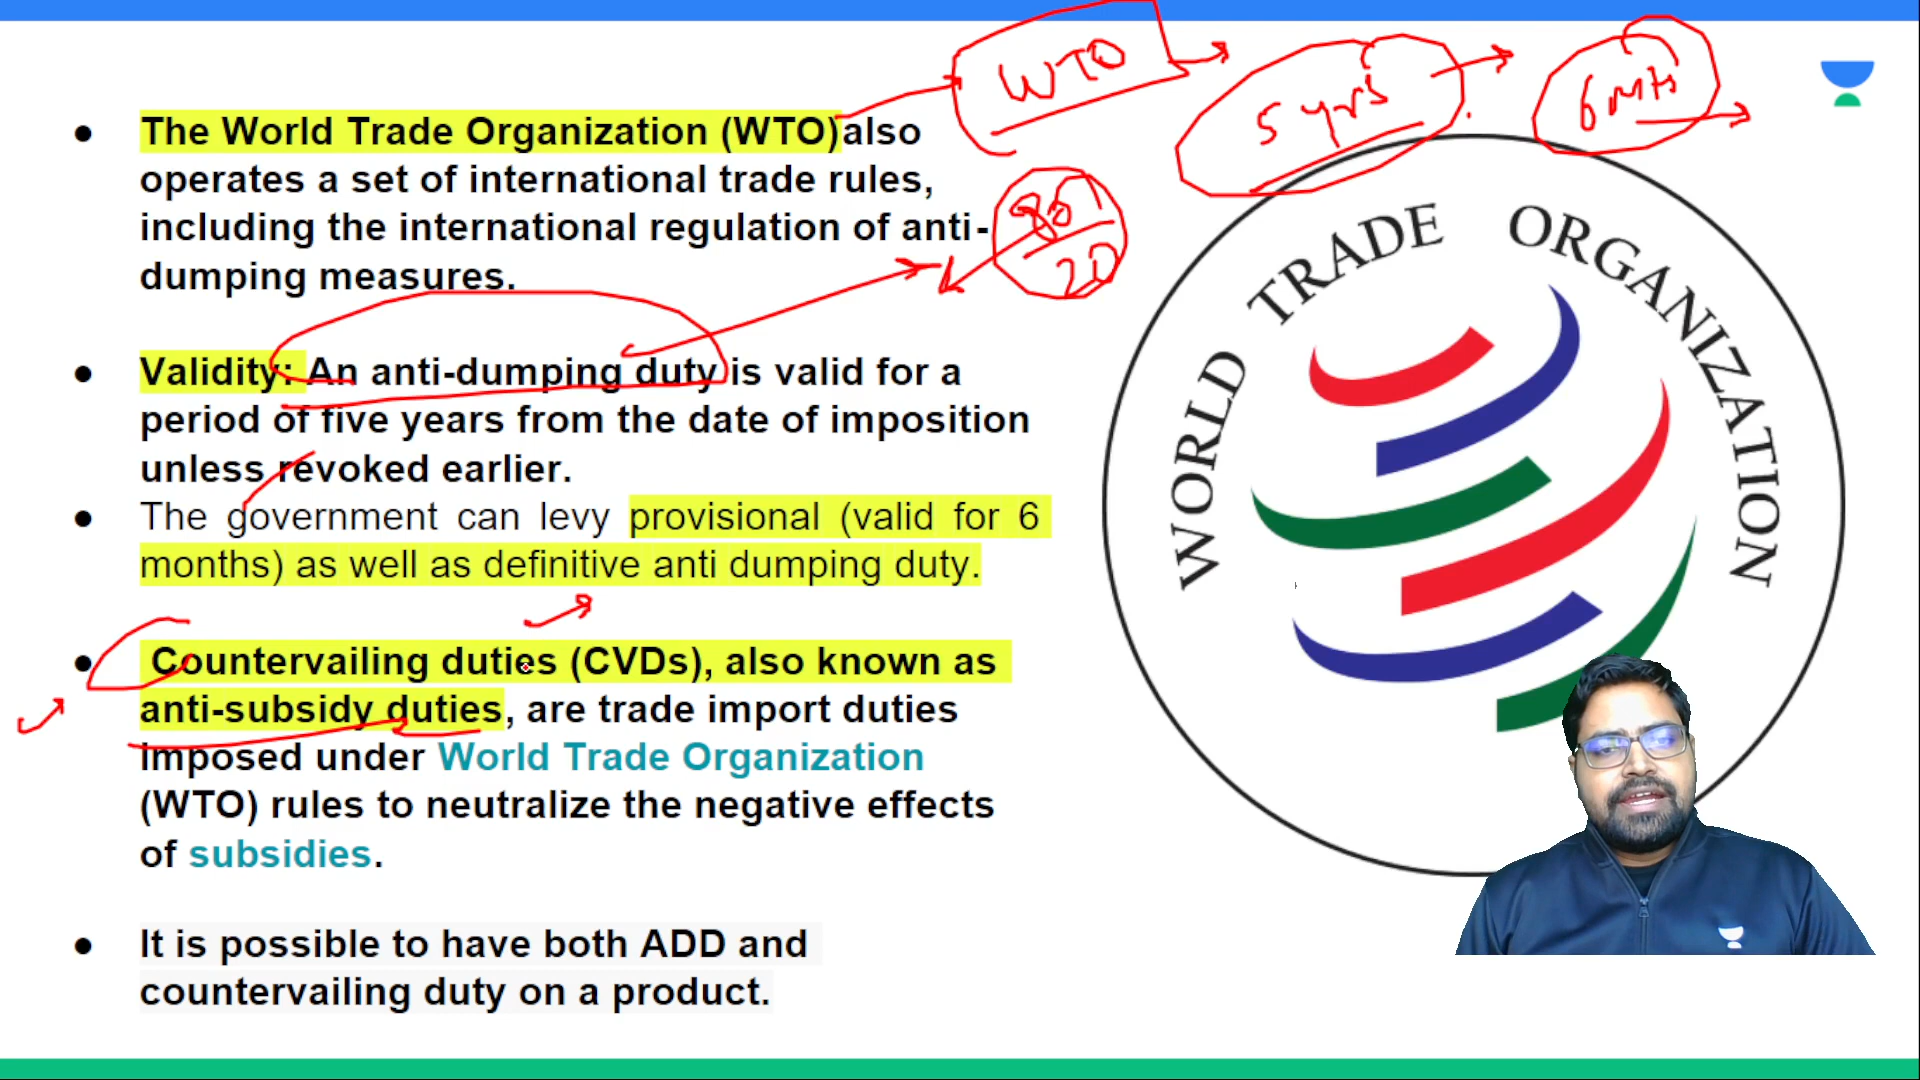 WTO
5 yrs
6 mths
The World Trade Organization (WTO)also
operates a set of international trade rules,
including the international regulation of anti-
dumping measures.
20
Validity: An anti-dumping duty is valid for a
period of five years from the date of imposition
unless revoked earlier.
The government can levy provisional (valid for 6
months) as well as definitive anti dumping duty.
Countervailing duties (CVDs), also known as
anti-subsidy duties, are trade import duties
imposed under World Trade Organization
(WTO) rules to neutralize the negative effects
of subsidies.
It is possible to have both ADD and
countervailing duty on a product.
WORLD TRADE ORGANIZATION